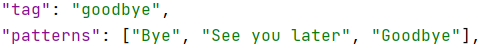 "tag": "goodbye",
"patterns": ["Bye", "See you later", "Goodbye"],